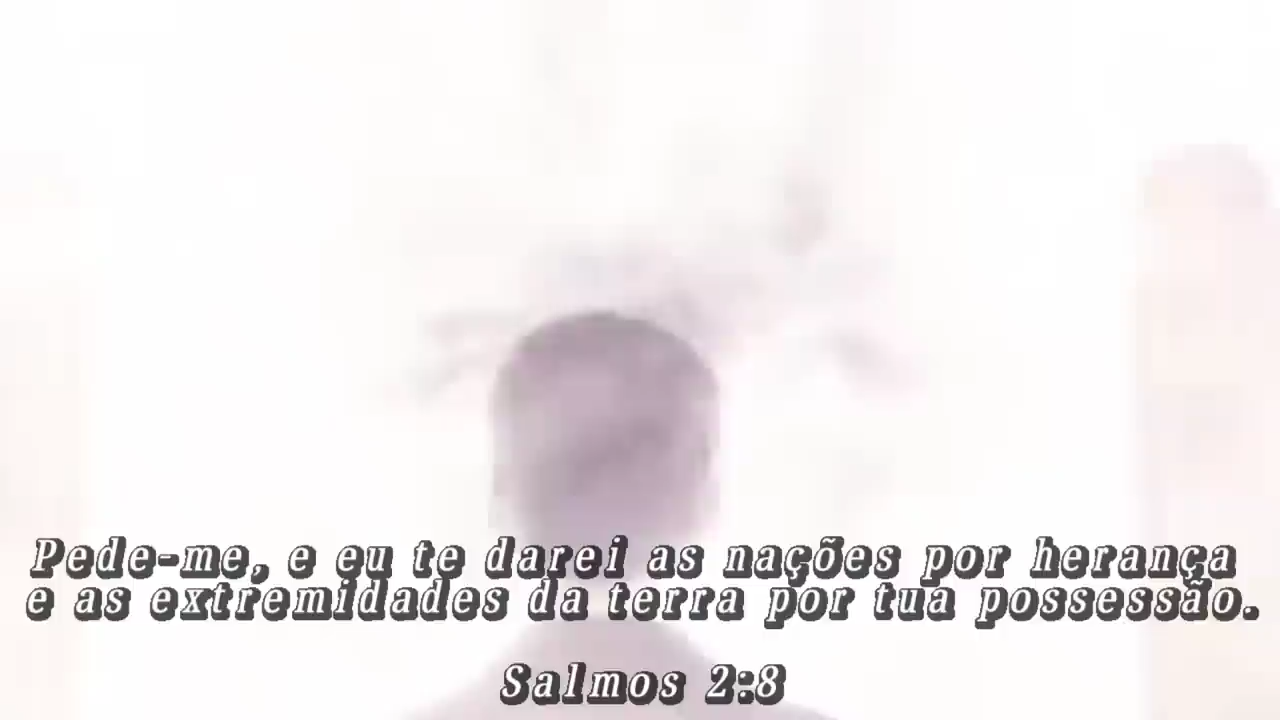 Pede-me, e eu te darei as nações por herança
e as extremidades da terra por tua possessão.
Salmos 2:8